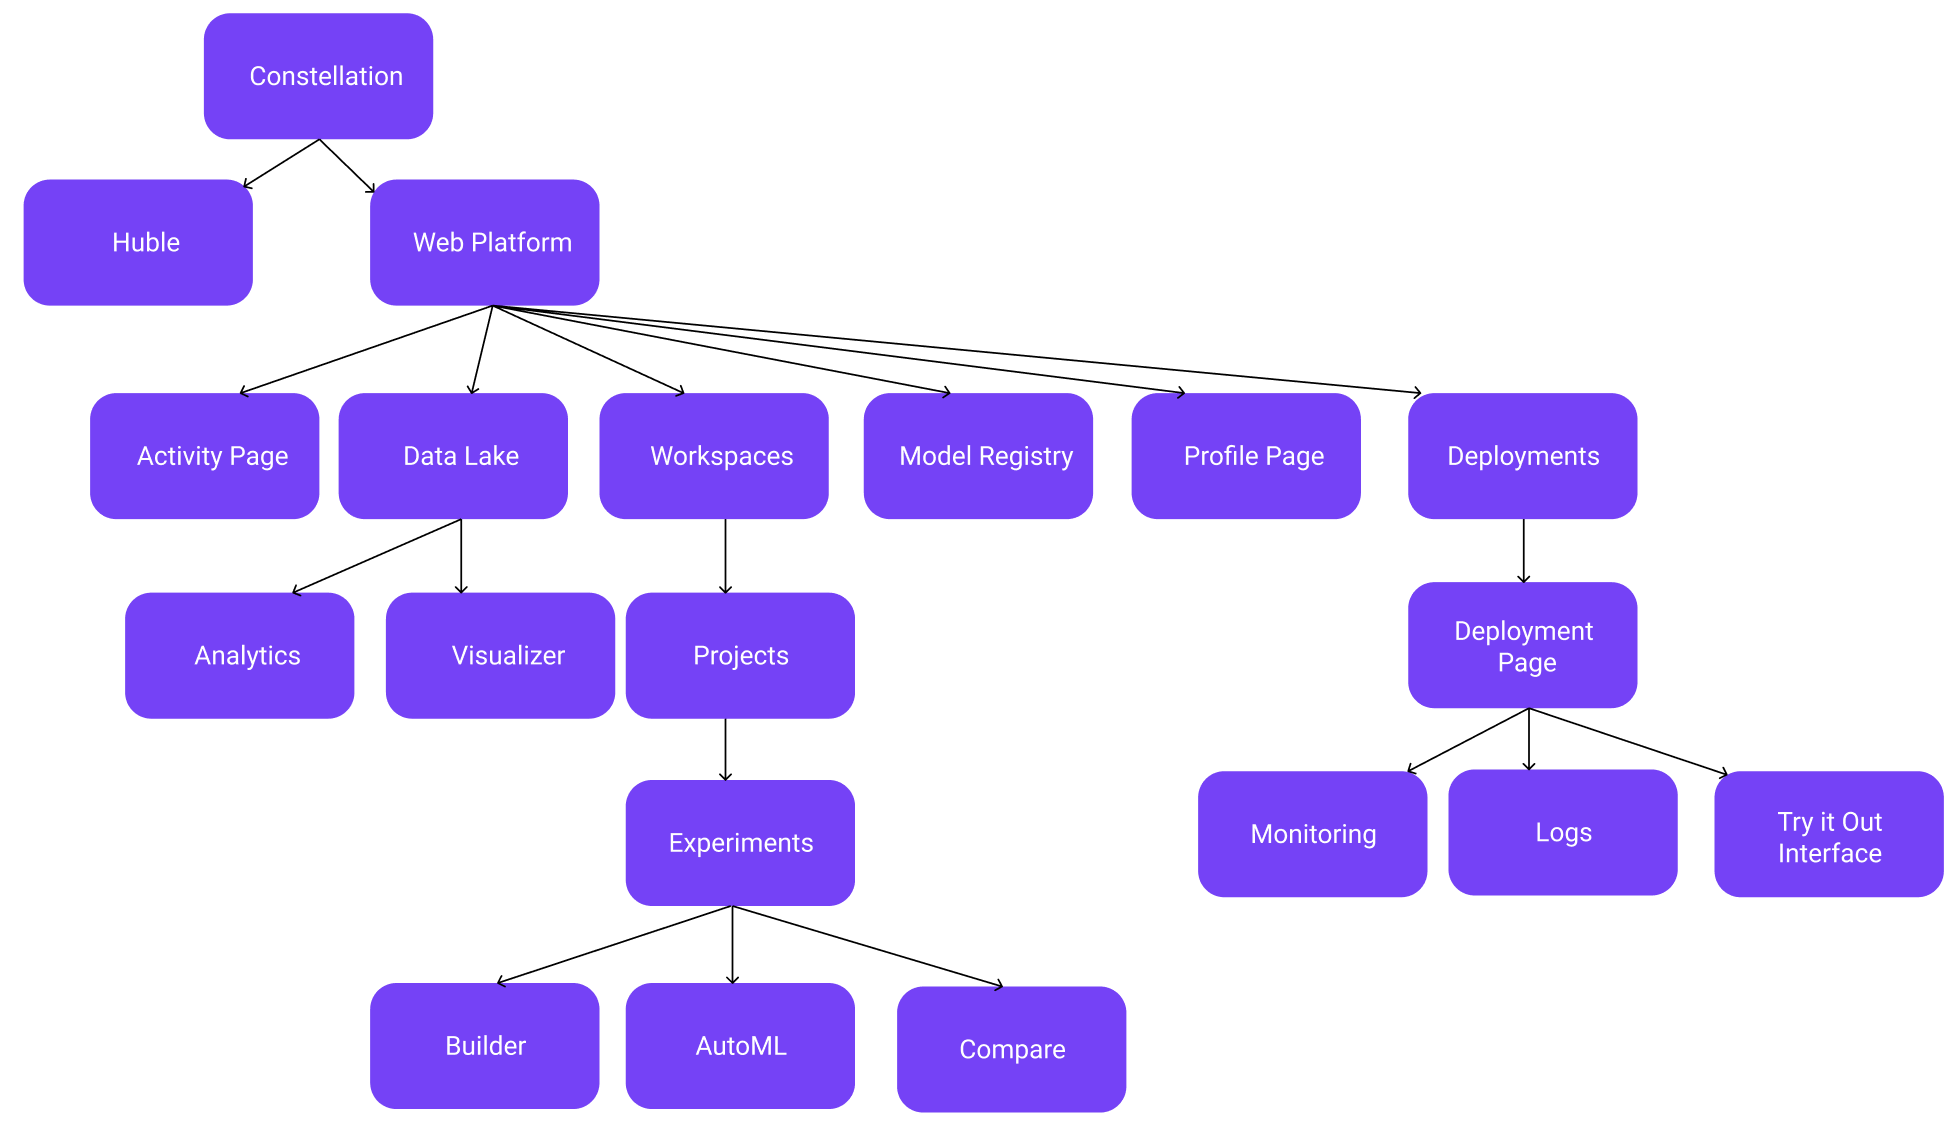 Constellation
Huble
Web Platform
Activity Page
Data Lake
Workspaces
Model Registry
Profile Page
Deployments
Analytics
Visualizer
Projects
Deployment
Page
Experiments
Monitoring
Logs
Try it Out
Interface
Builder
AutoML
Compare